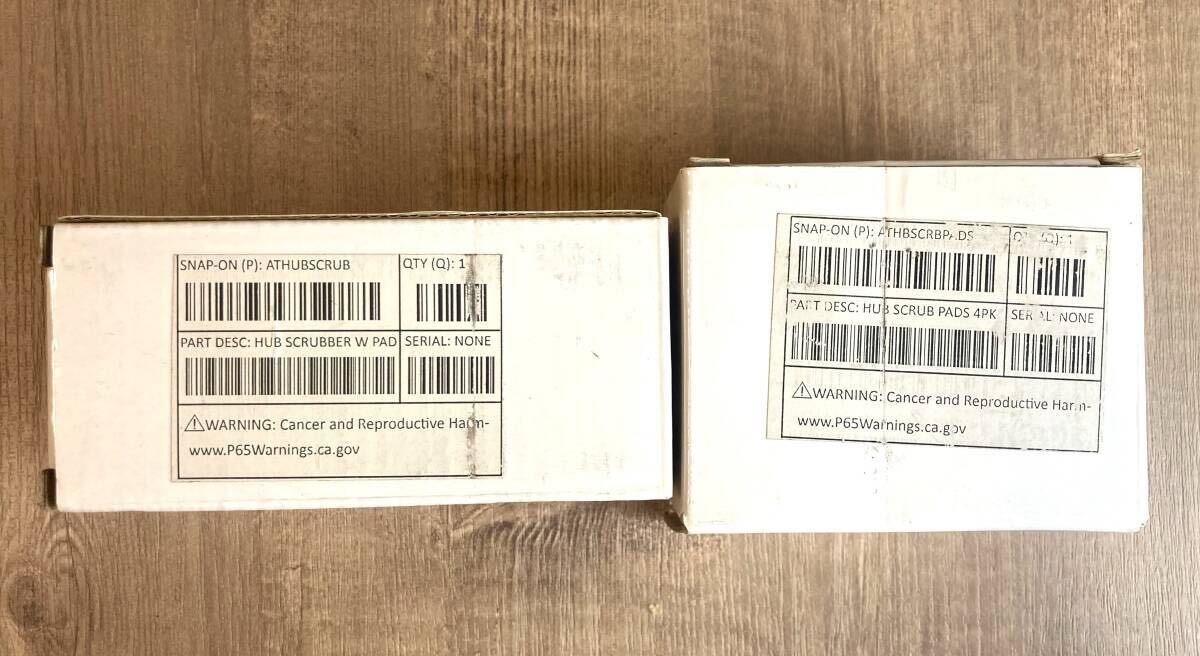 SNAP-ON (P): ATHUBSCRUB
QTY (Q): 1
PART DESC: HUB SCRUBBER W PAD
SERIAL: NONE
⚠WARNING: Cancer and Reproductive Harm-
www.P65Warnings.ca.gov
SNAP-ON (P): ATHBSCRBPADS
QTY (Q): 1
PART DESC: HUB SCRUB PADS 4PK
SERIAL: NONE
⚠WARNING: Cancer and Reproductive Harm-
www.P65Warnings.ca.gov